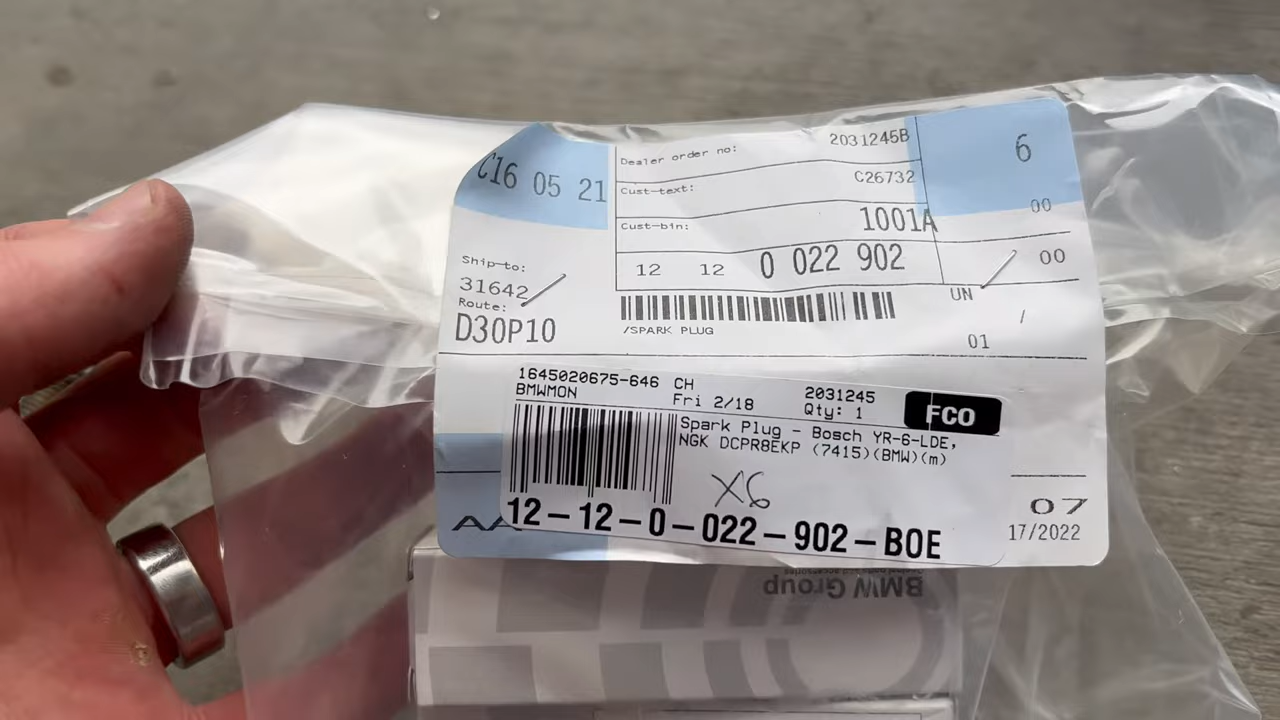 C16 05 21
Dealer order no: 2031245B
Cust-text: C26732
Cust-bin: 1001A
6
00
00
12 12 0 022 902
/SPARK PLUG
UN
/
01
Ship-to:
31642
Route:
D30P10
1645020675-646 CH 2031245
BMWMON Fri 2/18 Qty: 1
FCO
Spark Plug - Bosch YR-6-LDE,
NGK DCPR8EKP (7415)(BMW)(m)
X6
12-12-0-022-902-BOE
AA
07
17/2022
BMW Group